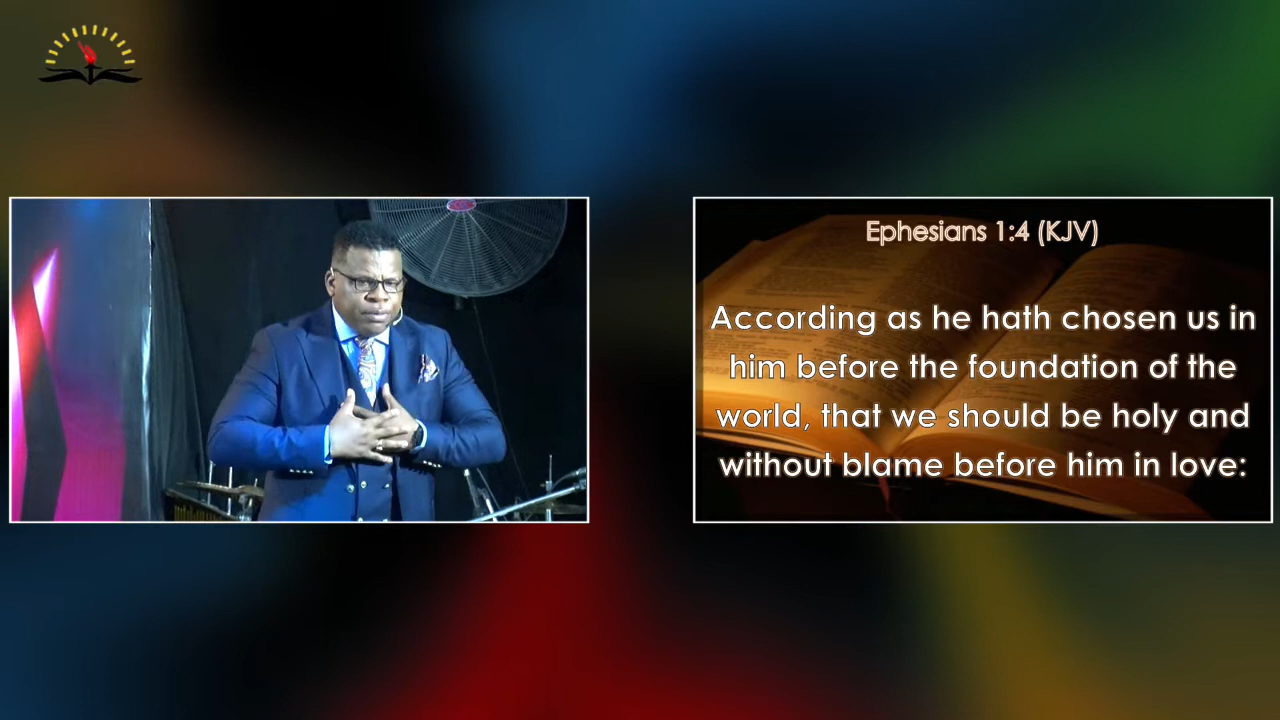 Ephesians 1:4 (KJV)
According as he hath chosen us in
him before the foundation of the
world, that we should be holy and
without blame before him in love: